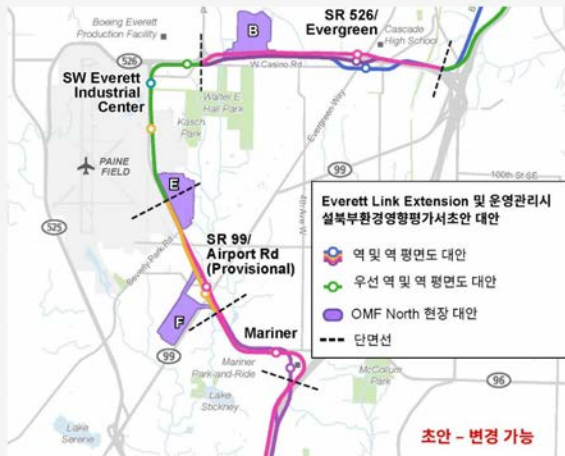 Boeing Everett
Production Facility
B
SR 526/
Evergreen
Cascade
High School
526
W Casino Rd
SW Everett
Industrial
Center
Walter E
Hall Park
Kasch
Park
Evergreen Way
PAINE
FIELD
99
100th St SE
4th Ave W
E
525
Beverly Park Rd
SR 99/
Airport Rd
(Provisional)
F
Mariner
99
Mariner
Park-and-Ride
McCollum
Park
96
Lake
Stickney
Lake
Serene
Everett Link Extension 및 운영관리시
설북부환경영향평가서초안 대안
역 및 역 평면도 대안
우선 역 및 역 평면도 대안
OMF North 현장 대안
단면선
초안 – 변경 가능